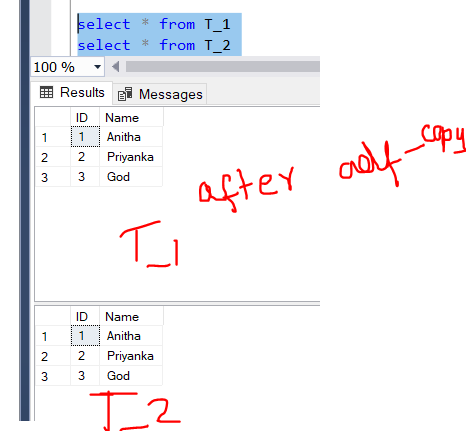 select * from T_1
select * from T_2
100 %
Results Messages
ID Name
1 1 Anitha
2 2 Priyanka
3 3 God
after adf-copy
T_1
ID Name
1 1 Anitha
2 2 Priyanka
3 3 God
T_2